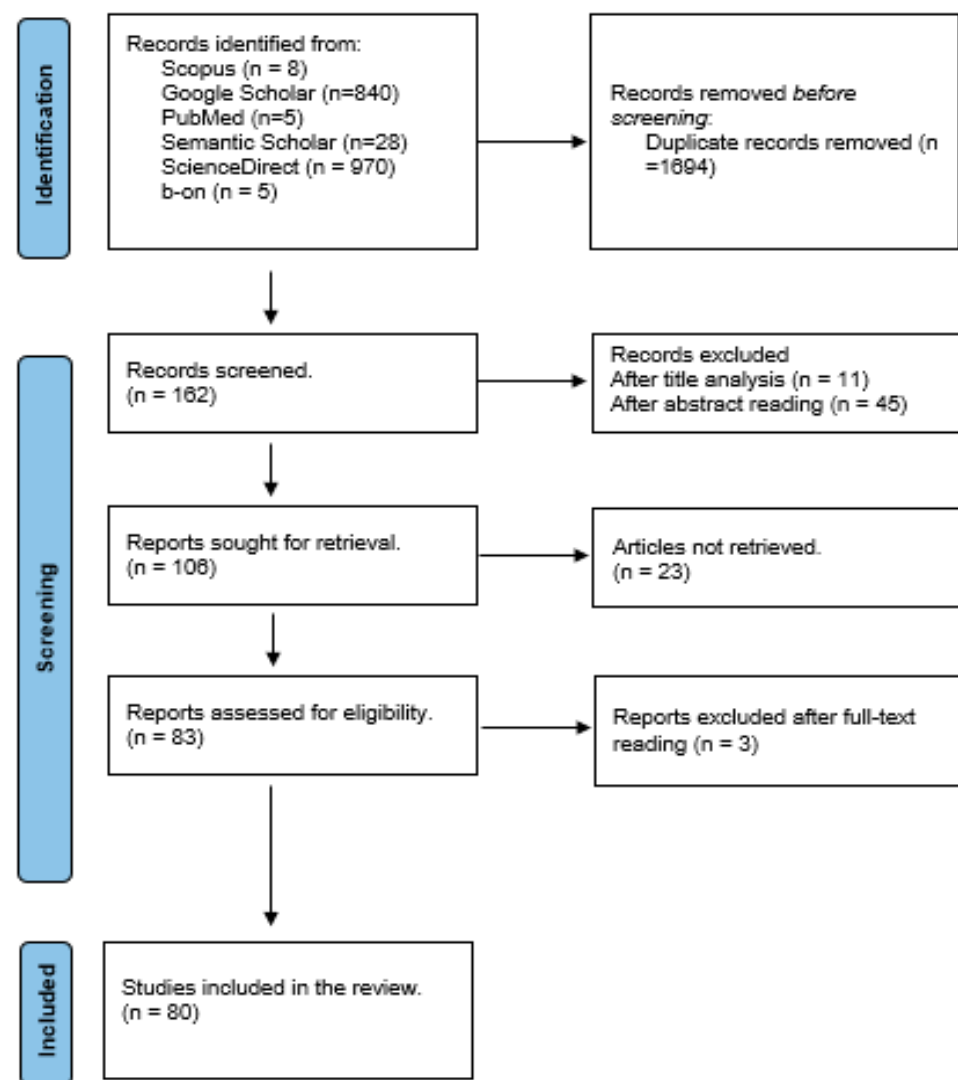 Identification
Records identified from:
Scopus (n = 8)
Google Scholar (n=840)
PubMed (n=5)
Semantic Scholar (n=28)
ScienceDirect (n = 970)
b-on (n = 5)
Records removed before
screening:
Duplicate records removed (n
=1694)
Screening
Records screened.
(n = 162)
Records excluded
After title analysis (n = 11)
After abstract reading (n = 45)
Reports sought for retrieval.
(n = 106)
Articles not retrieved.
(n = 23)
Reports assessed for eligibility.
(n = 83)
Reports excluded after full-text
reading (n = 3)
Included
Studies included in the review.
(n = 80)